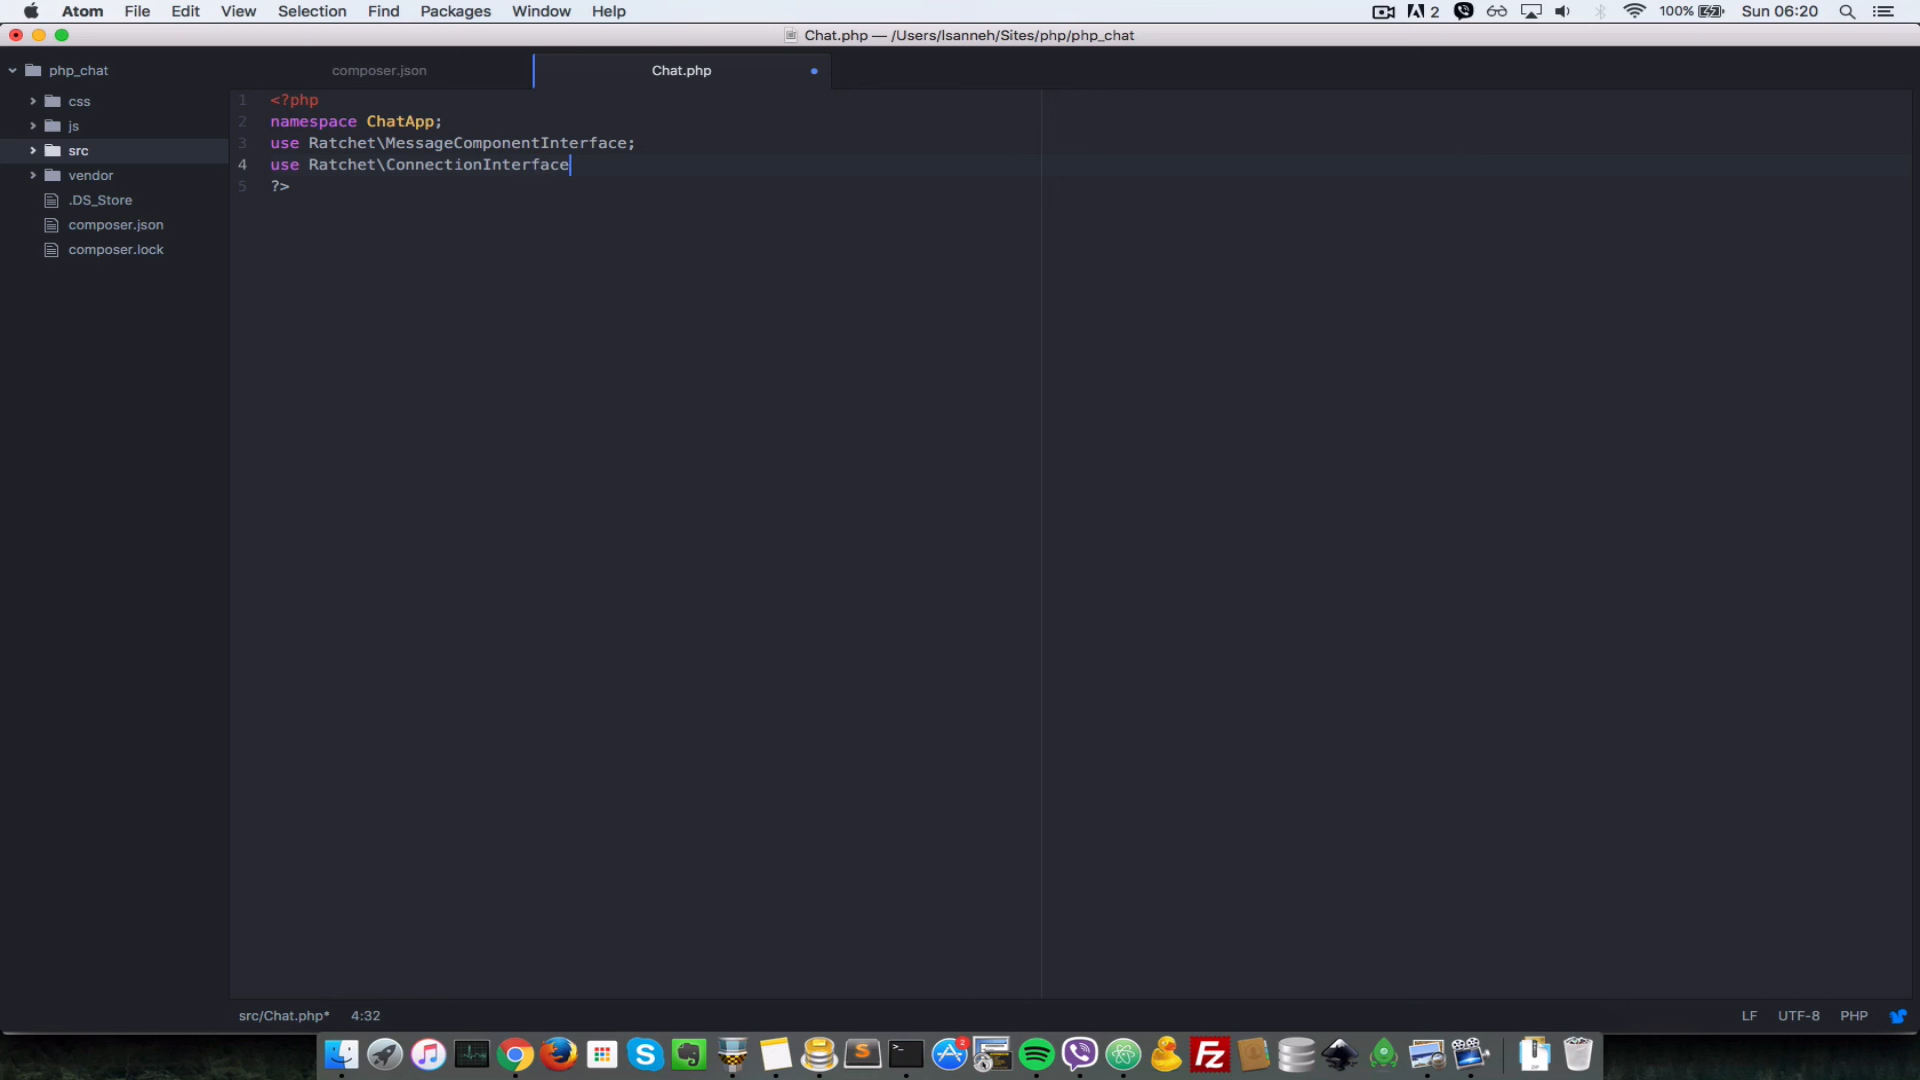 Atom File Edit View Selection Find Packages Window Help 2 100% Sun 06:20
Chat.php — /Users/lsanneh/Sites/php/php_chat
php_chat
css
js
src
vendor
.DS_Store
composer.json
composer.lock
composer.json Chat.php
1 <?php
2 namespace ChatApp;
3 use Ratchet\MessageComponentInterface;
4 use Ratchet\ConnectionInterface
5 ?>
src/Chat.php* 4:32 LF UTF-8 PHP
2